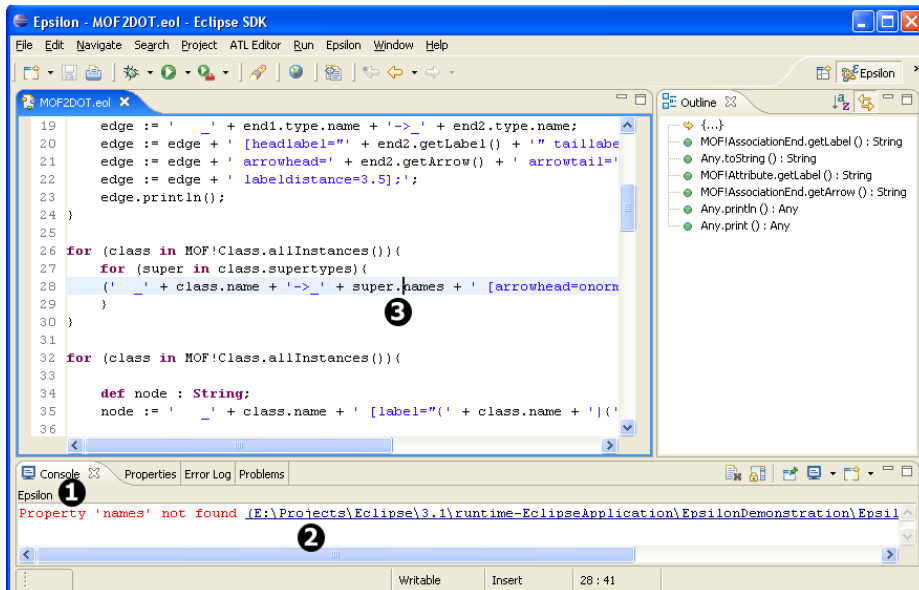 Epsilon - MOF2DOT.eol - Eclipse SDK
File Edit Navigate Search Project ATL Editor Run Epsilon Window Help
Epsilon »
MOF2DOT.eol
19 edge := '   _' + end1.type.name + '->_' + end2.type.name;
20 edge := edge + ' [headlabel="' + end2.getLabel() + '" taillabe
21 edge := edge + ' arrowhead=' + end2.getArrow() + ' arrowtail='
22 edge := edge + ' labeldistance=3.5];';
23 edge.println();
24 }
25
26 for (class in MOF!Class.allInstances()){
27 for (super in class.supertypes){
28 ('   _' + class.name + '->_' + super.names + ' [arrowhead=onorm
29 }
30 }
31
32 for (class in MOF!Class.allInstances()){
33
34 def node : String;
35 node := '   _' + class.name + ' [label="{' + class.name + '|{'
36
3
Outline
{...}
MOF!AssociationEnd.getLabel () : String
Any.toString () : String
MOF!Attribute.getLabel () : String
MOF!AssociationEnd.getArrow () : String
Any.println () : Any
Any.print () : Any
Console Properties Error Log Problems
1
Epsilon
Property 'names' not found (E:\Projects\Eclipse\3.1\runtime-EclipseApplication\EpsilonDemonstration\Epsil
2
Writable Insert 28 : 41